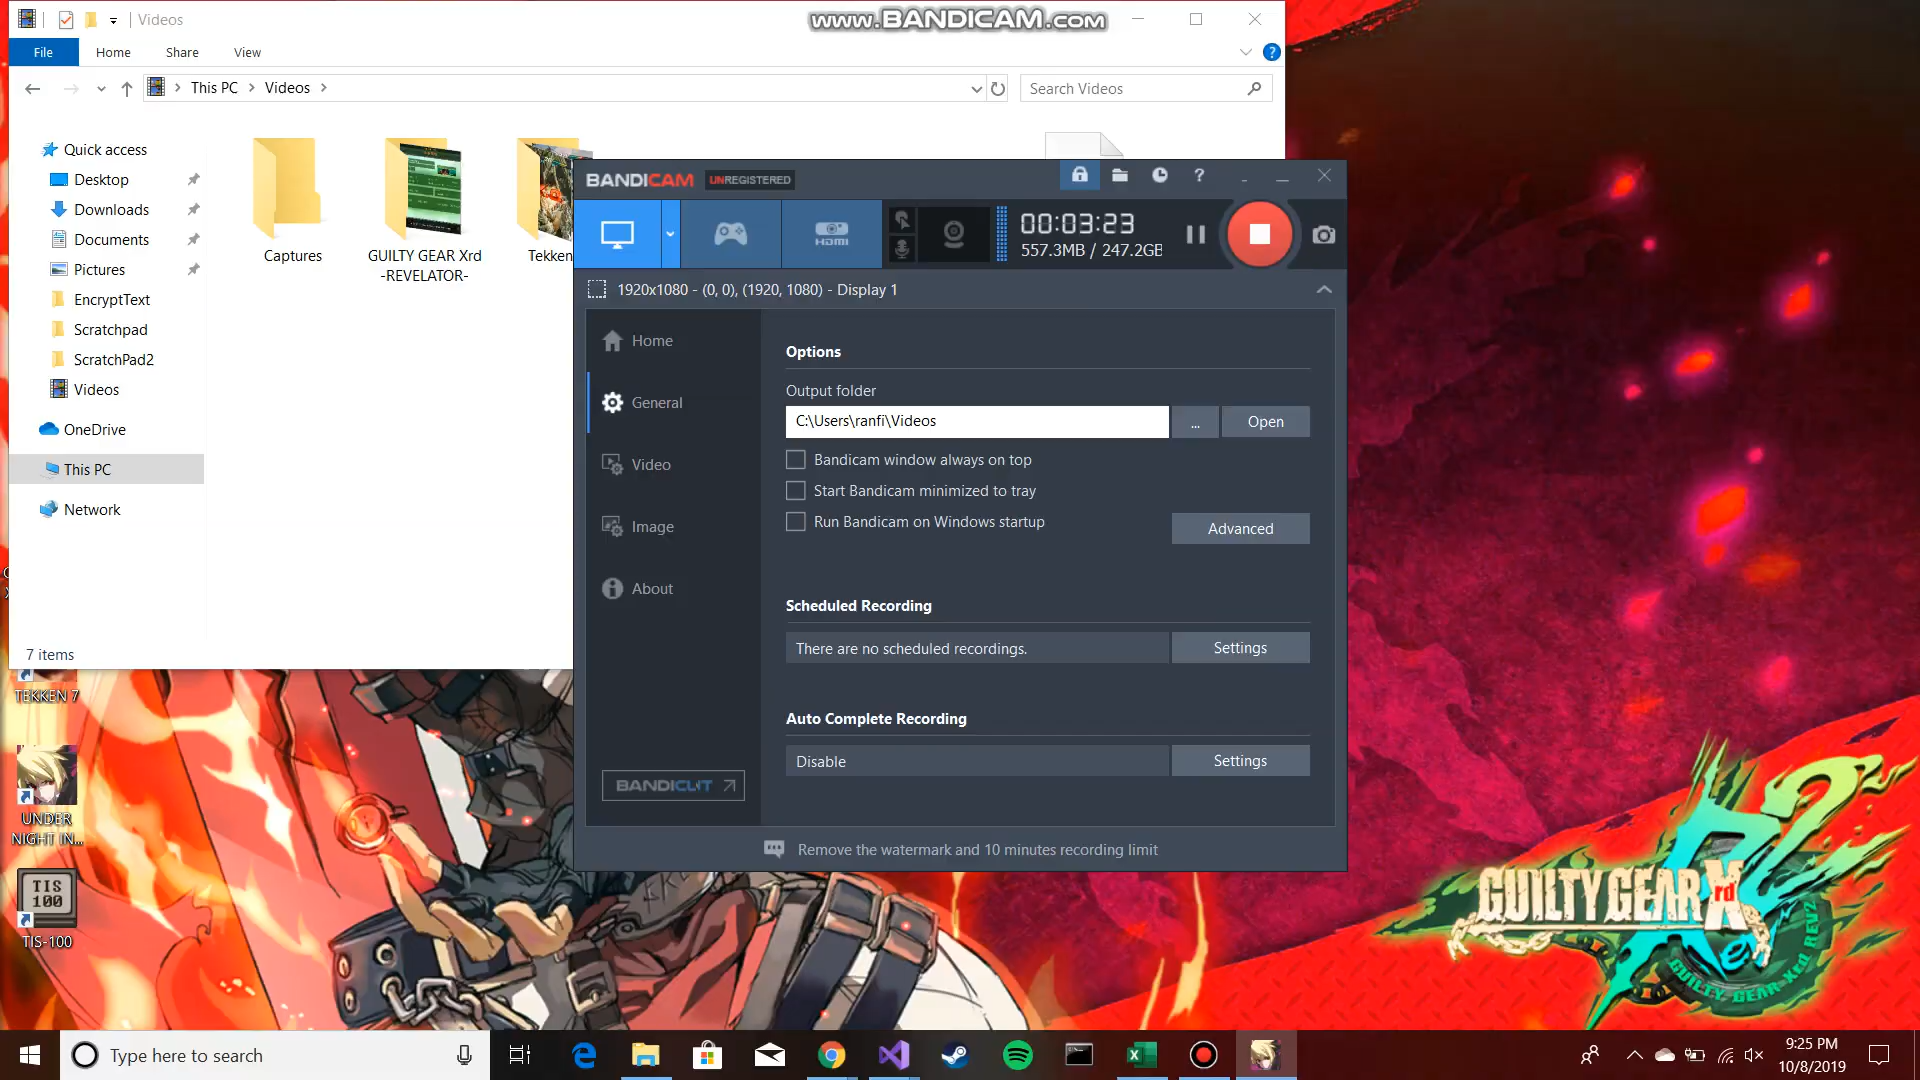 Videos
www.BANDICAM.com
File
Home
Share
View
This PC
Videos
Search Videos
Quick access
Desktop
Downloads
Documents
Pictures
EncryptText
Scratchpad
ScratchPad2
Videos
OneDrive
This PC
Network
Captures
GUILTY GEAR Xrd
-REVELATOR-
Tekken
7 items
BANDICAM
UNREGISTERED
HDMI
00:03:23
557.3MB / 247.2GB
1920x1080 - (0, 0), (1920, 1080) - Display 1
Home
General
Video
Image
About
BANDICUT
Options
Output folder
C:\Users\ranfi\Videos
...
Open
Bandicam window always on top
Start Bandicam minimized to tray
Run Bandicam on Windows startup
Advanced
Scheduled Recording
There are no scheduled recordings.
Settings
Auto Complete Recording
Disable
Settings
Remove the watermark and 10 minutes recording limit
TEKKEN 7
UNDER
NIGHT IN...
TIS
100
TIS-100
GUILTY GEAR Xrd
GUILTY GEAR Xrd REV2
Type here to search
9:25 PM
10/8/2019